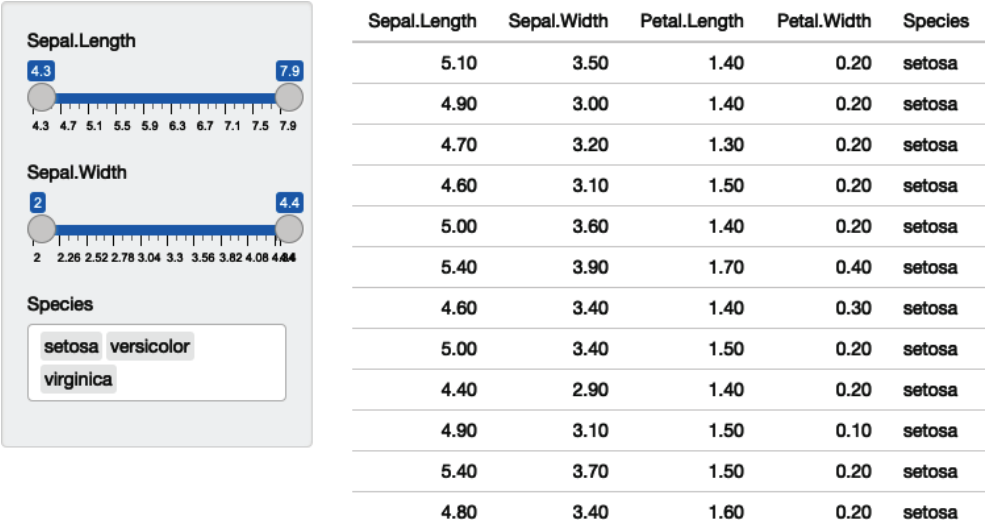 Sepal.Length
4.3 7.9
4.3 4.7 5.1 5.5 5.9 6.3 6.7 7.1 7.5 7.9
Sepal.Width
2 4.4
2 2.26 2.52 2.78 3.04 3.3 3.56 3.82 4.08
Species
setosa versicolor
virginica
Sepal.Length Sepal.Width Petal.Length Petal.Width Species
5.10 3.50 1.40 0.20 setosa
4.90 3.00 1.40 0.20 setosa
4.70 3.20 1.30 0.20 setosa
4.60 3.10 1.50 0.20 setosa
5.00 3.60 1.40 0.20 setosa
5.40 3.90 1.70 0.40 setosa
4.60 3.40 1.40 0.30 setosa
5.00 3.40 1.50 0.20 setosa
4.40 2.90 1.40 0.20 setosa
4.90 3.10 1.50 0.10 setosa
5.40 3.70 1.50 0.20 setosa
4.80 3.40 1.60 0.20 setosa